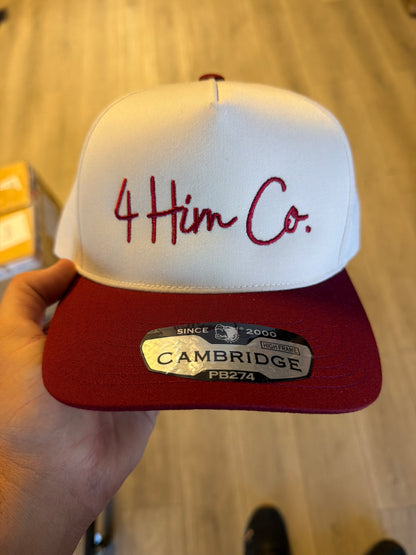 4 Him Co.
SINCE 2000
HIGH FRAME
CAMBRIDGE
PB274